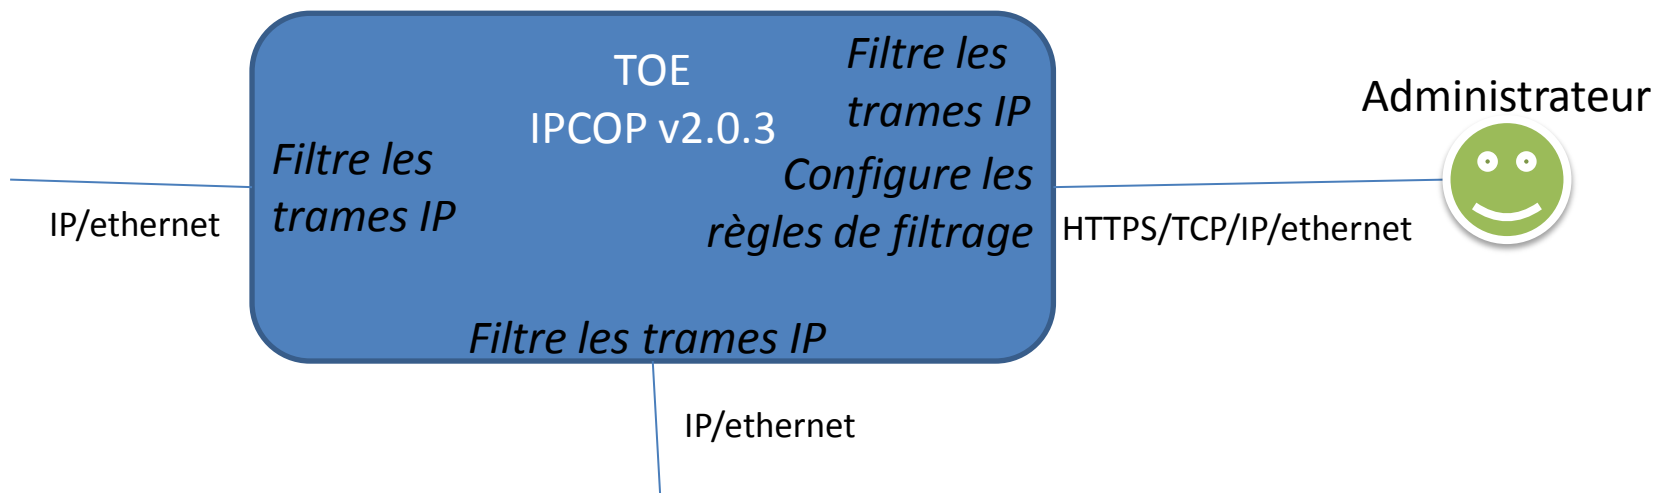 TOE
IPCOP v2.0.3
Filtre les
trames IP
Configure les
règles de filtrage
Filtre les
trames IP
Filtre les trames IP
IP/ethernet
HTTPS/TCP/IP/ethernet
Administrateur
IP/ethernet